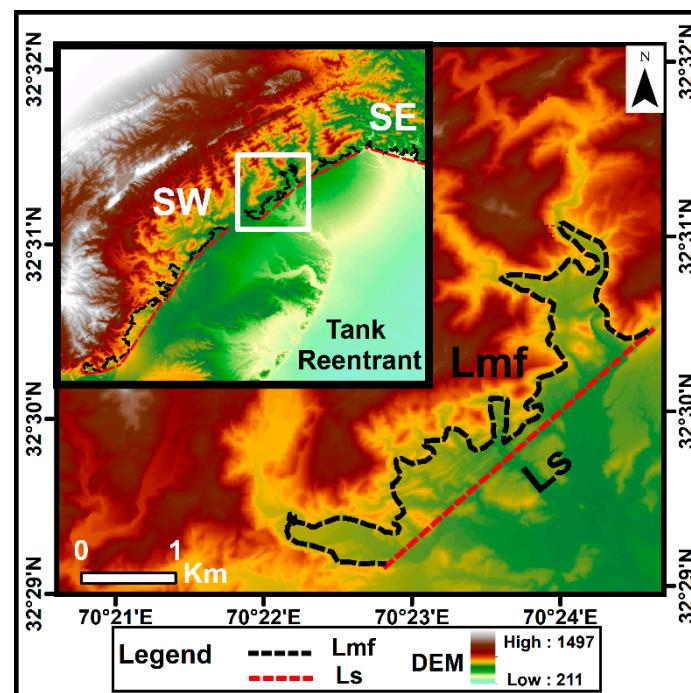 N
SE
SW
Tank
Reentrant
Lmf
Ls
0 1
Km
32°32'N
32°31'N
32°30'N
32°29'N
32°32'N
32°31'N
32°30'N
32°29'N
70°21'E 70°22'E 70°23'E 70°24'E
Legend
Lmf
Ls
DEM
High : 1497
Low : 211